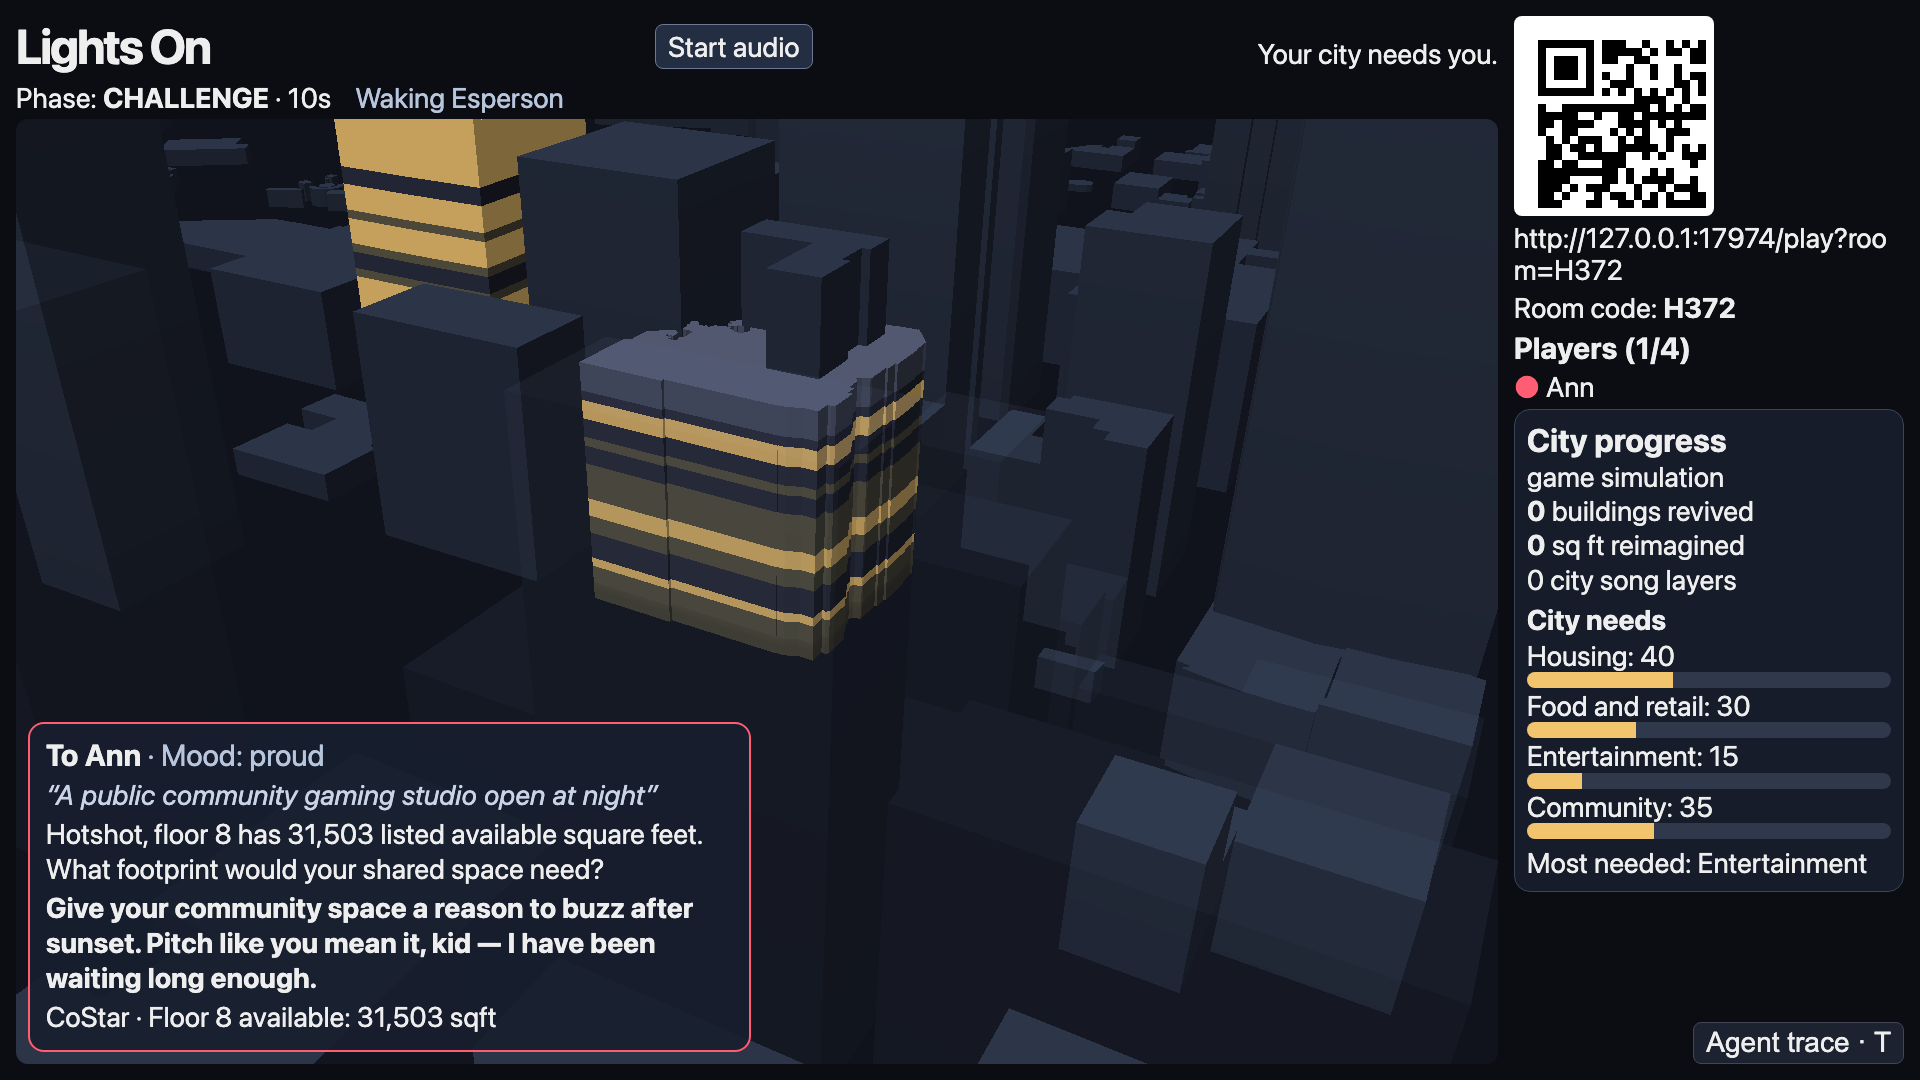 Lights On
Start audio
Your city needs you.
Phase: CHALLENGE · 10s Waking Esperson
http://127.0.0.1:17974/play?roo
m=H372
Room code: H372
Players (1/4)
Ann
City progress
game simulation
0 buildings revived
0 sq ft reimagined
0 city song layers
City needs
Housing: 40
Food and retail: 30
Entertainment: 15
Community: 35
Most needed: Entertainment
To Ann · Mood: proud
“A public community gaming studio open at night”
Hotshot, floor 8 has 31,503 listed available square feet.
What footprint would your shared space need?
Give your community space a reason to buzz after
sunset. Pitch like you mean it, kid — I have been
waiting long enough.
CoStar · Floor 8 available: 31,503 sqft
Agent trace · T